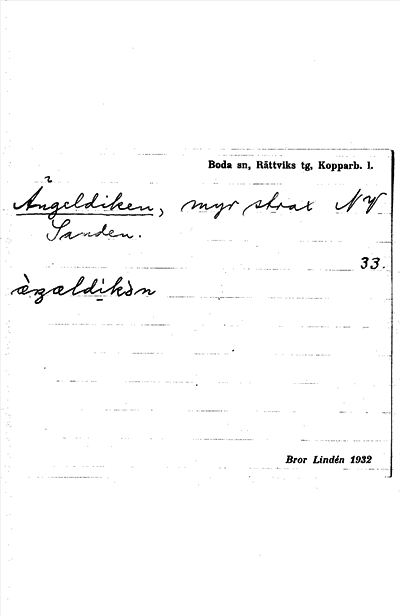 Boda sn, Rättviks tg, Kopparb. l.
Ängeldiken, myr strax NV
Sanden.
33.
Bror Lindén 1932